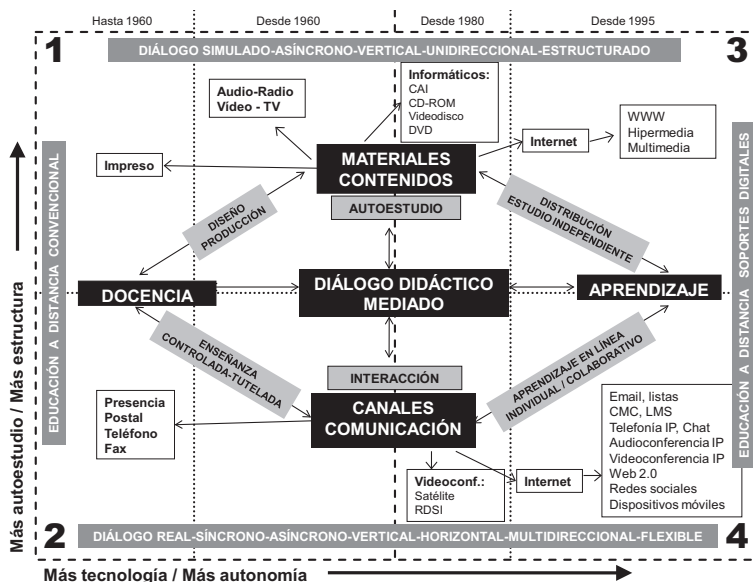 Hasta 1960
Desde 1960
Desde 1980
Desde 1995
1
3
DIÁLOGO SIMULADO-ASÍNCRONO-VERTICAL-UNIDIRECCIONAL-ESTRUCTURADO
Audio-Radio
Vídeo - TV
Informáticos:
CAI
CD-ROM
Videodisco
DVD
Internet
WWW
Hipermedia
Multimedia
Impreso
MATERIALES
CONTENIDOS
AUTOESTUDIO
DISEÑO
PRODUCCIÓN
DISTRIBUCIÓN
ESTUDIO INDEPENDIENTE
EDUCACIÓN A DISTANCIA CONVENCIONAL
EDUCACIÓN A DISTANCIA SOPORTES DIGITALES
Más autoestudio / Más estructura
DOCENCIA
DIÁLOGO DIDÁCTICO
MEDIADO
APRENDIZAJE
ENSEÑANZA
CONTROLADA-TUTELADA
APRENDIZAJE EN LÍNEA
INDIVIDUAL / COLABORATIVO
INTERACCIÓN
CANALES
COMUNICACIÓN
Presencia
Postal
Teléfono
Fax
Videoconf.:
Satélite
RDSI
Internet
Email, listas
CMC, LMS
Telefonía IP, Chat
Audioconferencia IP
Videoconferencia IP
Web 2.0
Redes sociales
Dispositivos móviles
2
4
DIÁLOGO REAL-SÍNCRONO-ASÍNCRONO-VERTICAL-HORIZONTAL-MULTIDIRECCIONAL-FLEXIBLE
Más tecnología / Más autonomía